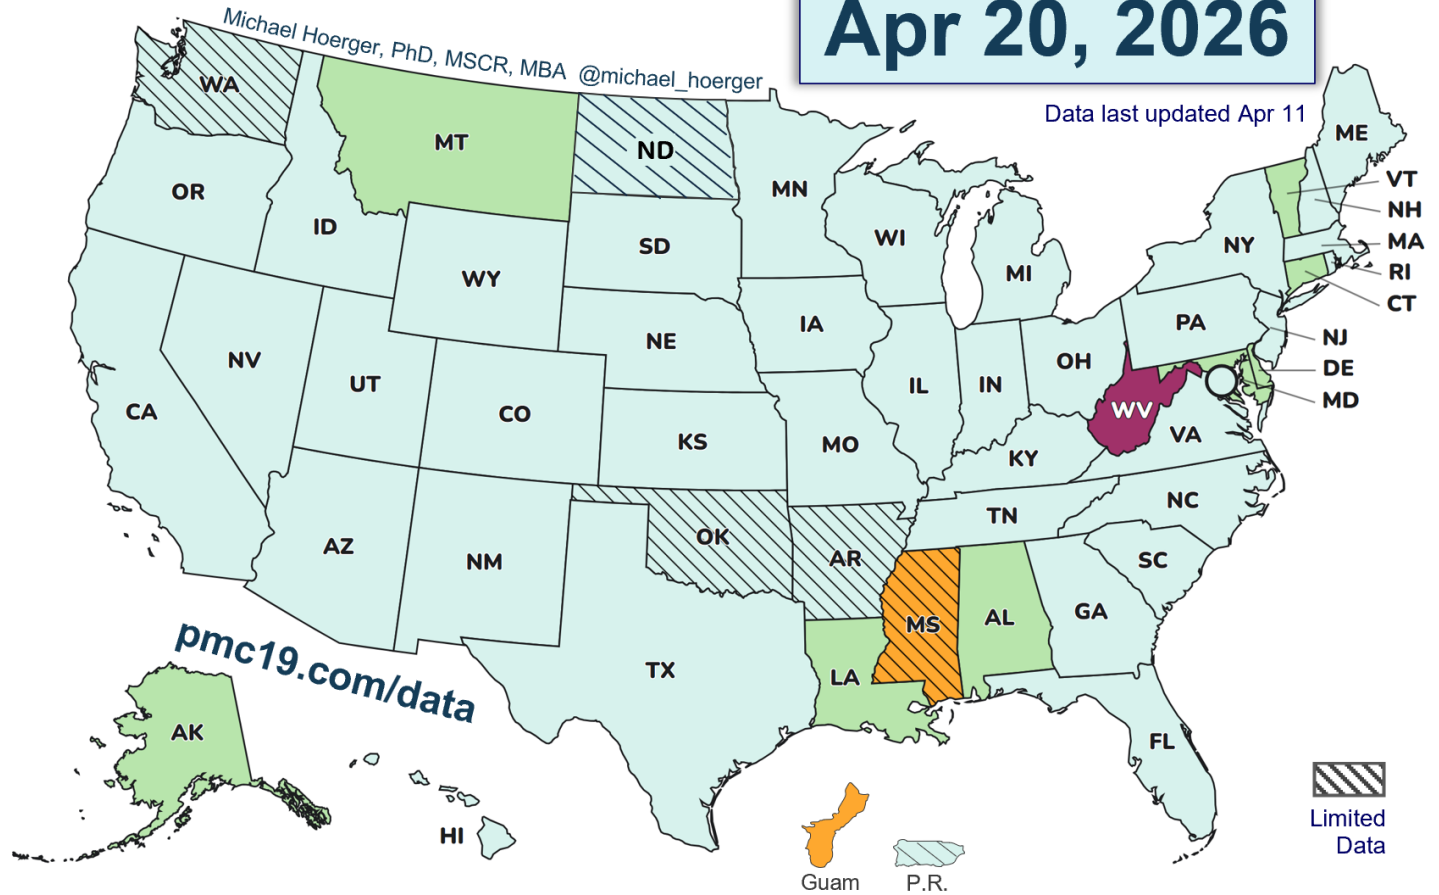 Michael Hoerger, PhD, MSCR, MBA @michael_hoerger
Apr 20, 2026
Data last updated Apr 11
WA
MT
ND
MN
ME
VT
NH
MA
RI
CT
OR
ID
WY
SD
WI
MI
NY
NE
IA
PA
NJ
DE
MD
NV
UT
CO
IL
IN
OH
WV
VA
CA
KS
MO
KY
AZ
NM
OK
AR
TN
NC
SC
MS
AL
GA
TX
LA
FL
pmc19.com/data
AK
HI
Guam
P.R.
Limited
Data